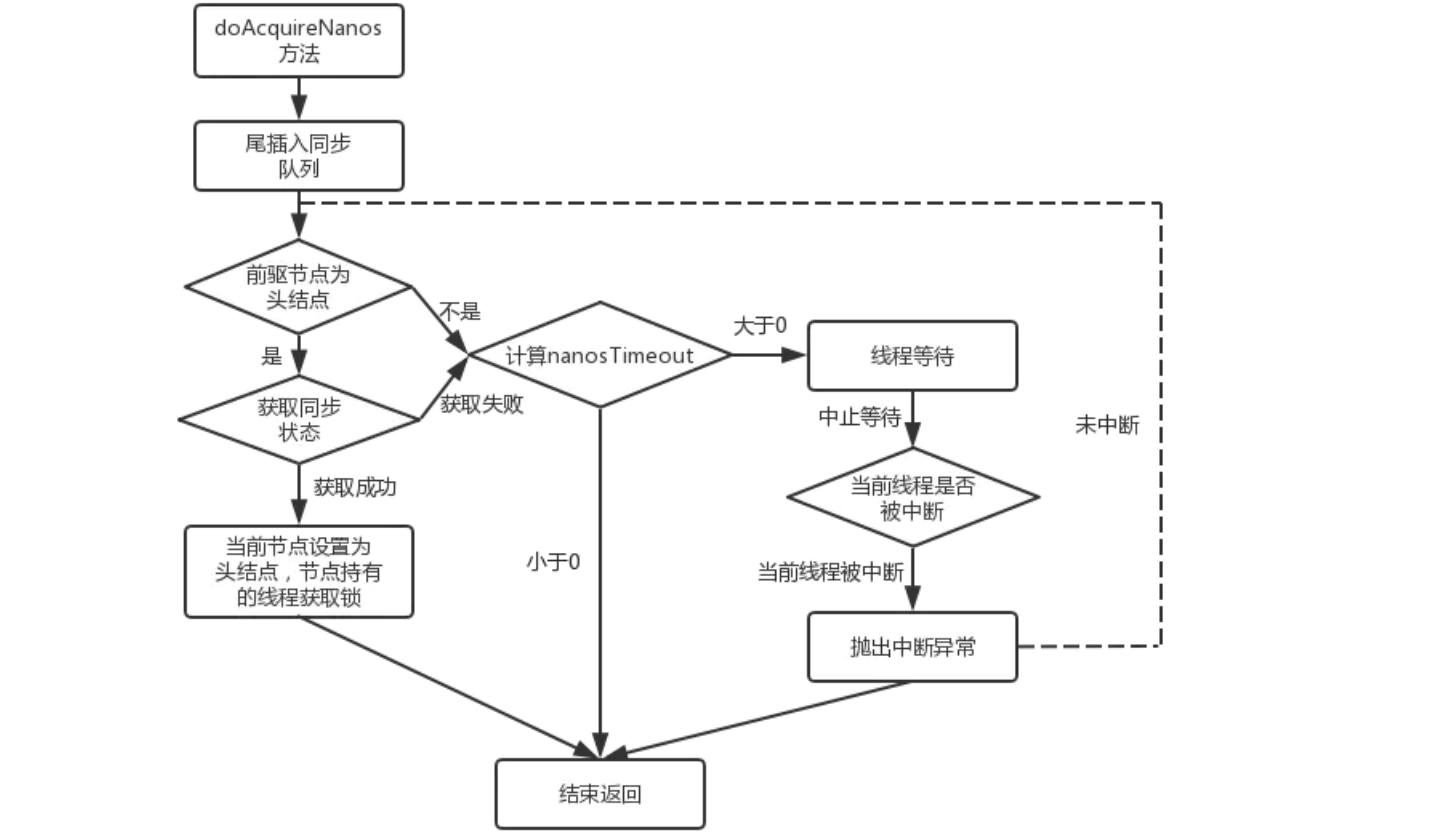 doAcquireNanos
方法
尾插入同步
队列
前驱节点为
头结点
不是
是
获取同步
状态
获取失败
计算nanosTimeout
大于0
线程等待
中止等待
未中断
当前线程是否
被中断
获取成功
当前节点设置为
头结点，节点持有
的线程获取锁
小于0
当前线程被中断
抛出中断异常
结束返回